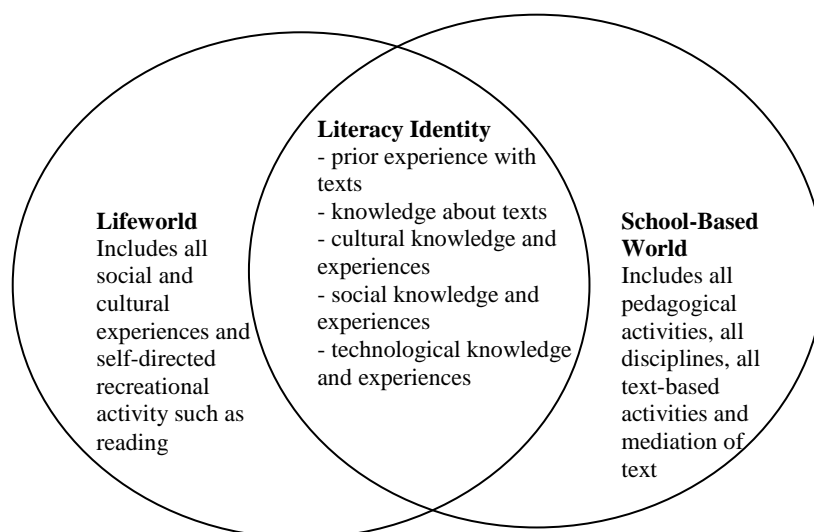 Lifeworld
Includes all
social and
cultural
experiences and
self-directed
recreational
activity such as
reading
Literacy Identity
- prior experience with
texts
- knowledge about texts
- cultural knowledge and
experiences
- social knowledge and
experiences
- technological knowledge
and experiences
School-Based
World
Includes all
pedagogical
activities, all
disciplines, all
text-based
activities and
mediation of
text